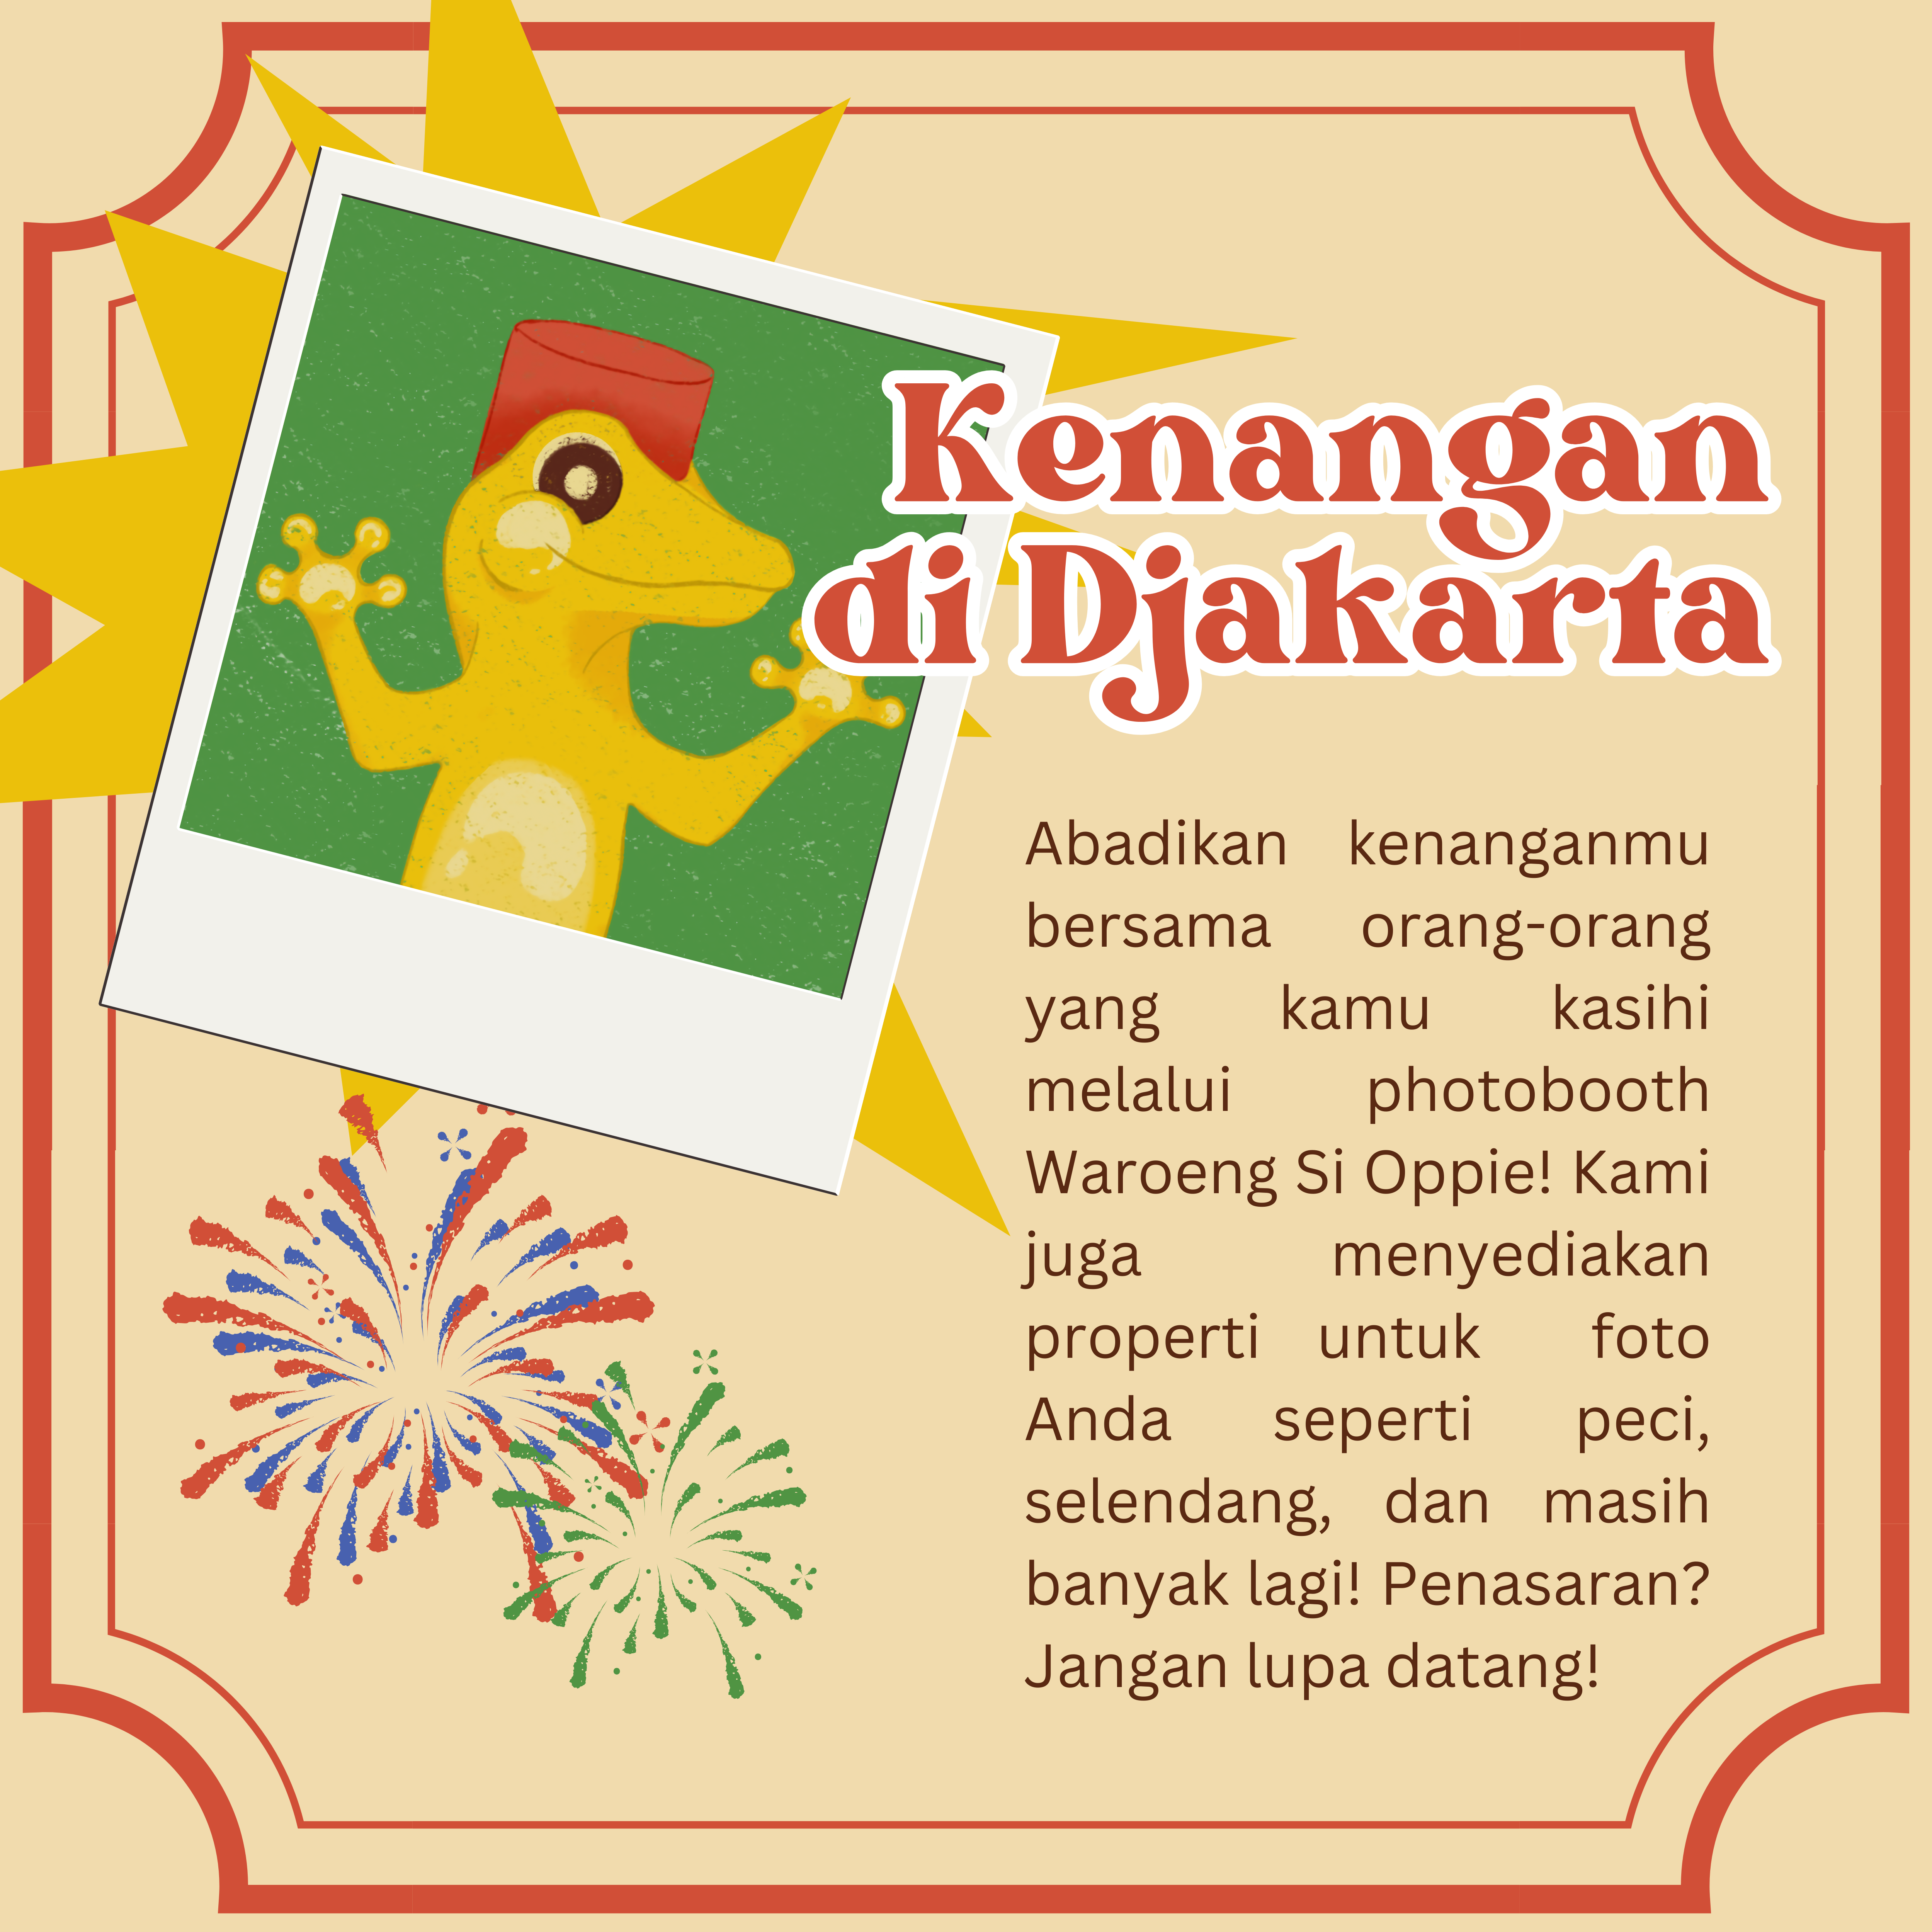 Kenangan
di Djakarta
Abadikan kenanganmu
bersama orang-orang
yang kamu kasihi
melalui photobooth
Waroeng Si Oppie! Kami
juga menyediakan
properti untuk foto
Anda seperti peci,
selendang, dan masih
banyak lagi! Penasaran?
Jangan lupa datang!